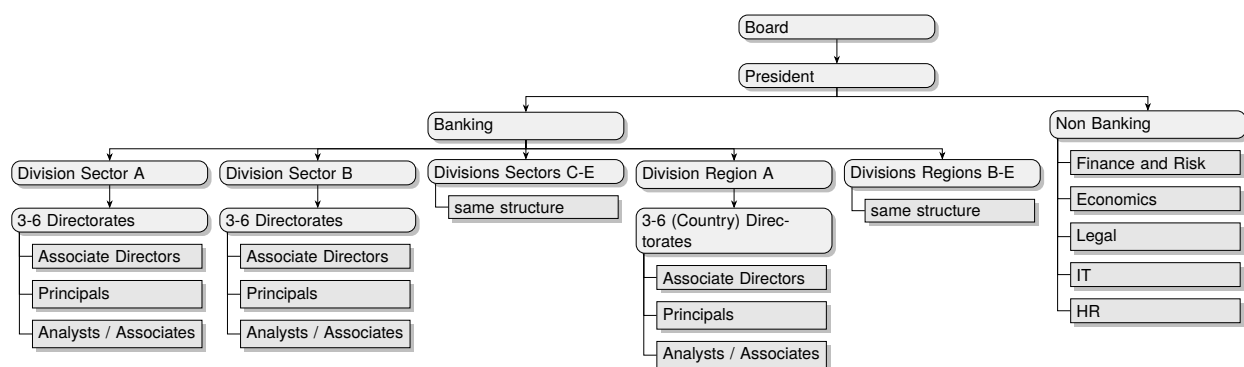 Board
President
Banking
Non Banking
Division Sector A
Division Sector B
Divisions Sectors C-E
Division Region A
Divisions Regions B-E
3-6 Directorates
Associate Directors
Principals
Analysts / Associates
3-6 Directorates
Associate Directors
Principals
Analysts / Associates
same structure
3-6 (Country) Direc-
torates
Associate Directors
Principals
Analysts / Associates
same structure
Finance and Risk
Economics
Legal
IT
HR